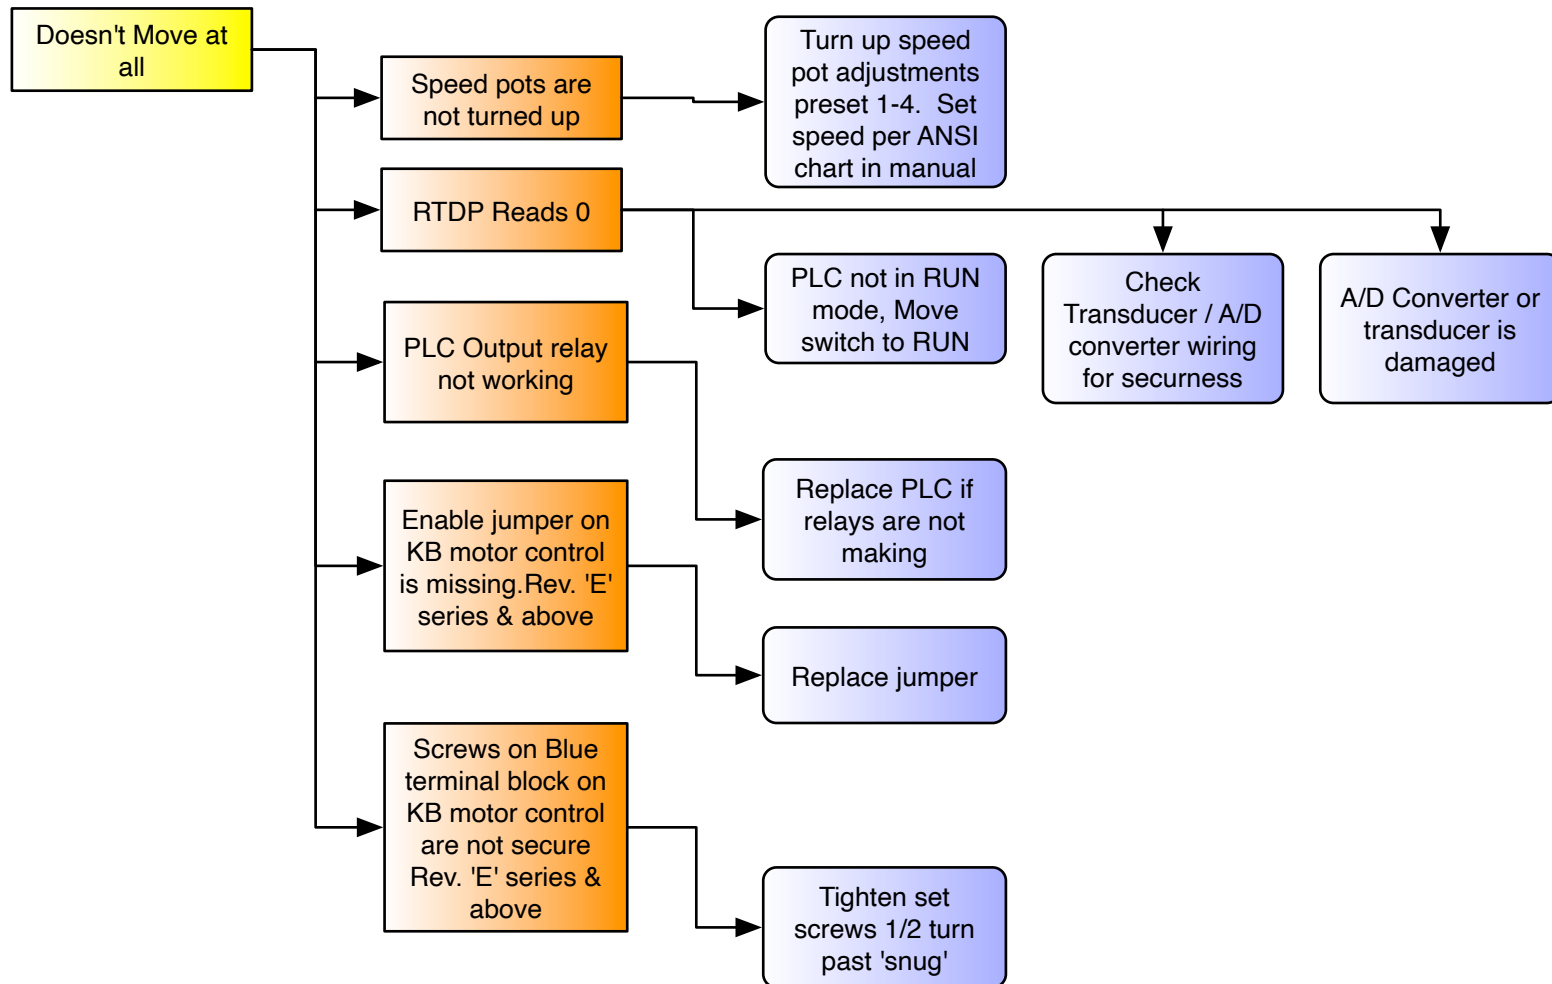 Doesn't Move at
all
Speed pots are
not turned up
Turn up speed
pot adjustments
preset 1-4.  Set
speed per ANSI
chart in manual
RTDP Reads 0
PLC not in RUN
mode, Move
switch to RUN
Check
Transducer / A/D
converter wiring
for securness
A/D Converter or
transducer is
damaged
PLC Output relay
not working
Replace PLC if
relays are not
making
Enable jumper on
KB motor control
is missing.Rev. 'E'
series & above
Replace jumper
Screws on Blue
terminal block on
KB motor control
are not secure
Rev. 'E' series &
above
Tighten set
screws 1/2 turn
past 'snug'